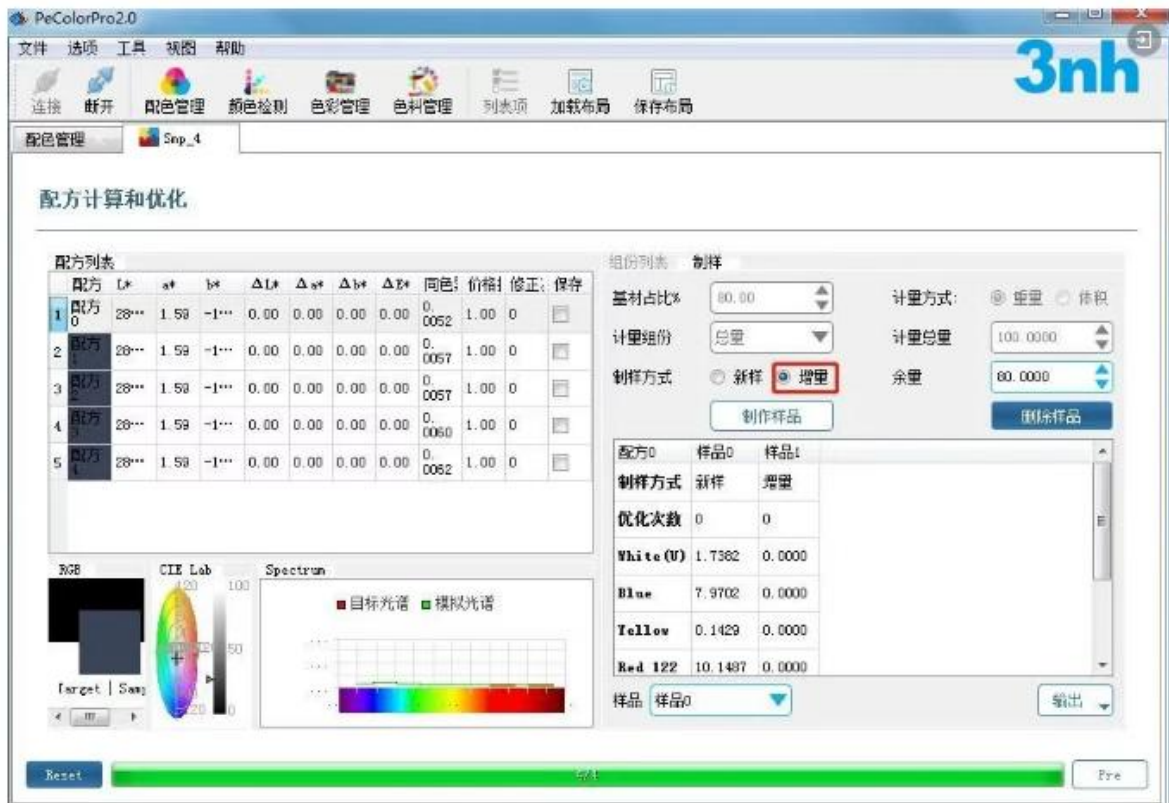 PeColorPro2.0
文件 选项 工具 视图 帮助
3nh
连接 断开 配色管理 颜色检测 色彩管理 色料管理 列表项 加载布局 保存布局
配色管理 Snp_4
配方计算和优化
配方列表
配方 L* a* b* ΔL* Δa* Δb* ΔE* 同色 价格 修正 保存
1 配方0 28… 1.59 -1… 0.00 0.00 0.00 0.00 0.0052 1.00 0
2 配方1 28… 1.59 -1… 0.00 0.00 0.00 0.00 0.0057 1.00 0
3 配方2 28… 1.59 -1… 0.00 0.00 0.00 0.00 0.0057 1.00 0
4 配方3 28… 1.59 -1… 0.00 0.00 0.00 0.00 0.0060 1.00 0
5 配方4 28… 1.59 -1… 0.00 0.00 0.00 0.00 0.0062 1.00 0
组份列表 制样
基材占比% 80.00 计量方式: 重量 体积
计量组份 总量 计量总量 100.0000
制样方式 新样 增量 余量 80.0000
制作样品 删除样品
配方0 样品0 样品1
制样方式 新样 增量
优化次数 0 0
White(U) 1.7382 0.0000
Blue 7.9702 0.0000
Yellow 0.1429 0.0000
Red 122 10.1487 0.0000
样品 样品0 输出
RGB CIE Lab Spectrum
120 100
目标光谱 模拟光谱
50
Target | Samp
0
Reset 4/4 Pre